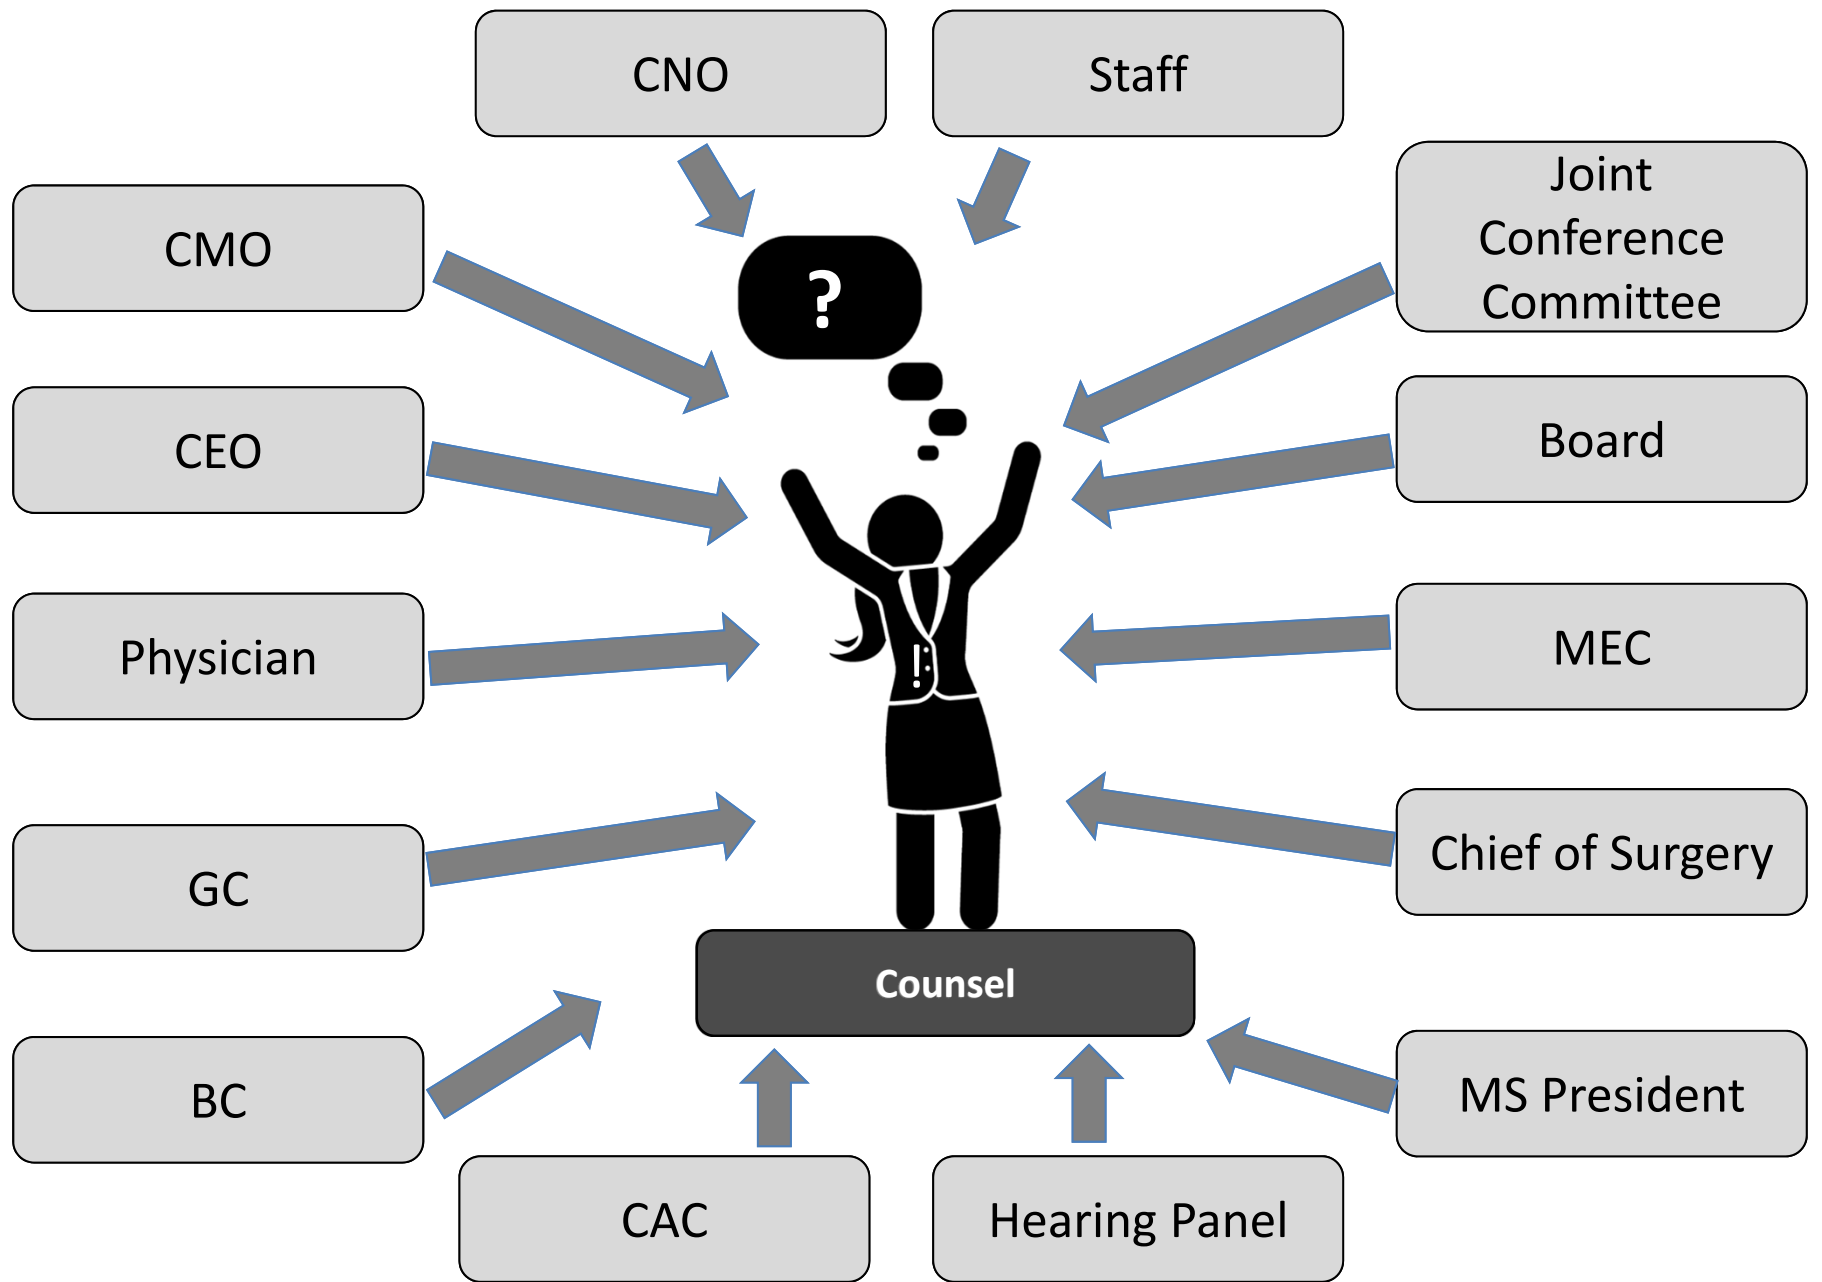 CNO
Staff
Joint
Conference
Committee
CMO
?
CEO
Board
Physician
!
MEC
GC
Chief of Surgery
Counsel
BC
MS President
CAC
Hearing Panel